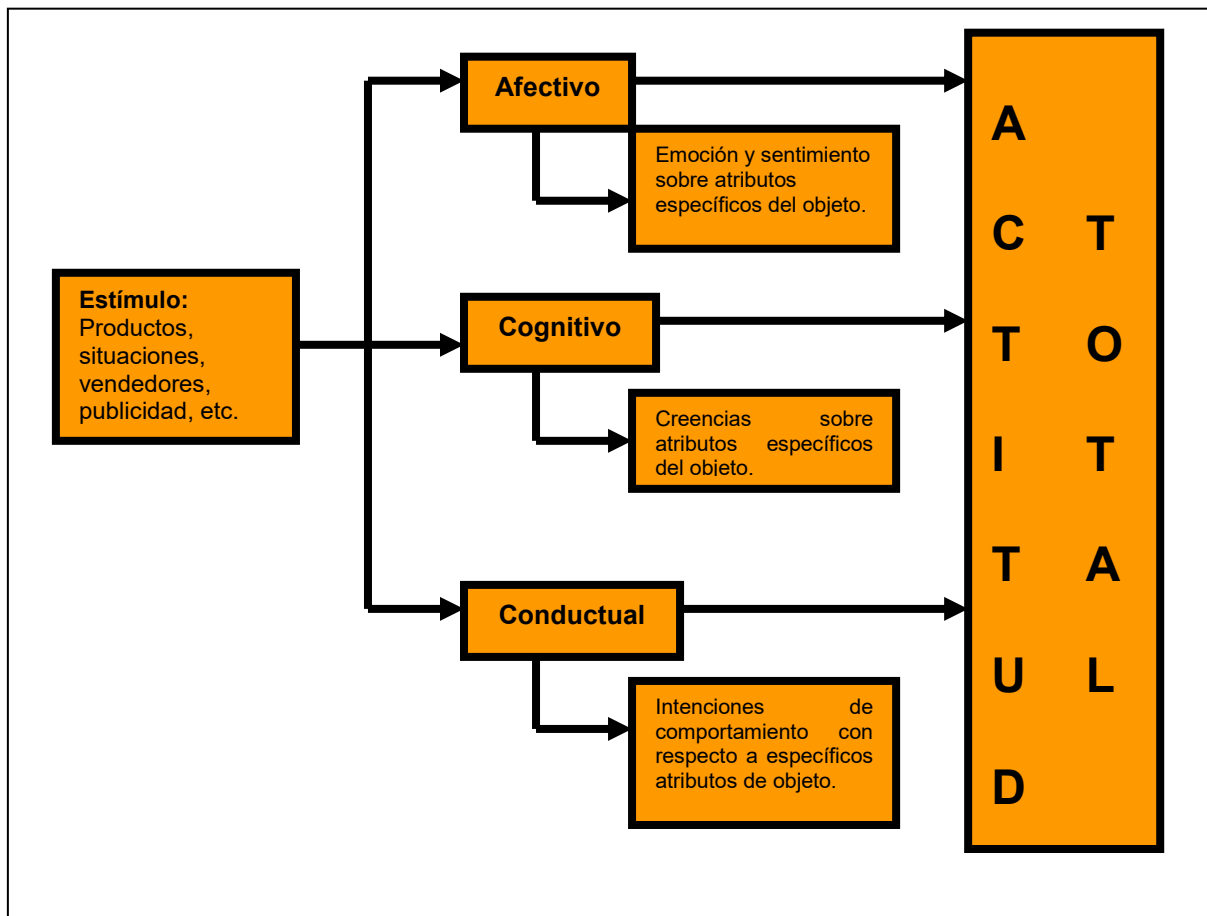 Afectivo
Emoción y sentimiento
sobre atributos
específicos del objeto.
Estímulo:
Productos,
situaciones,
vendedores,
publicidad, etc.
Cognitivo
Creencias sobre
atributos específicos
del objeto.
Conductual
Intenciones de
comportamiento con
respecto a específicos
atributos de objeto.
A
C T
T O
I T
T A
U L
D